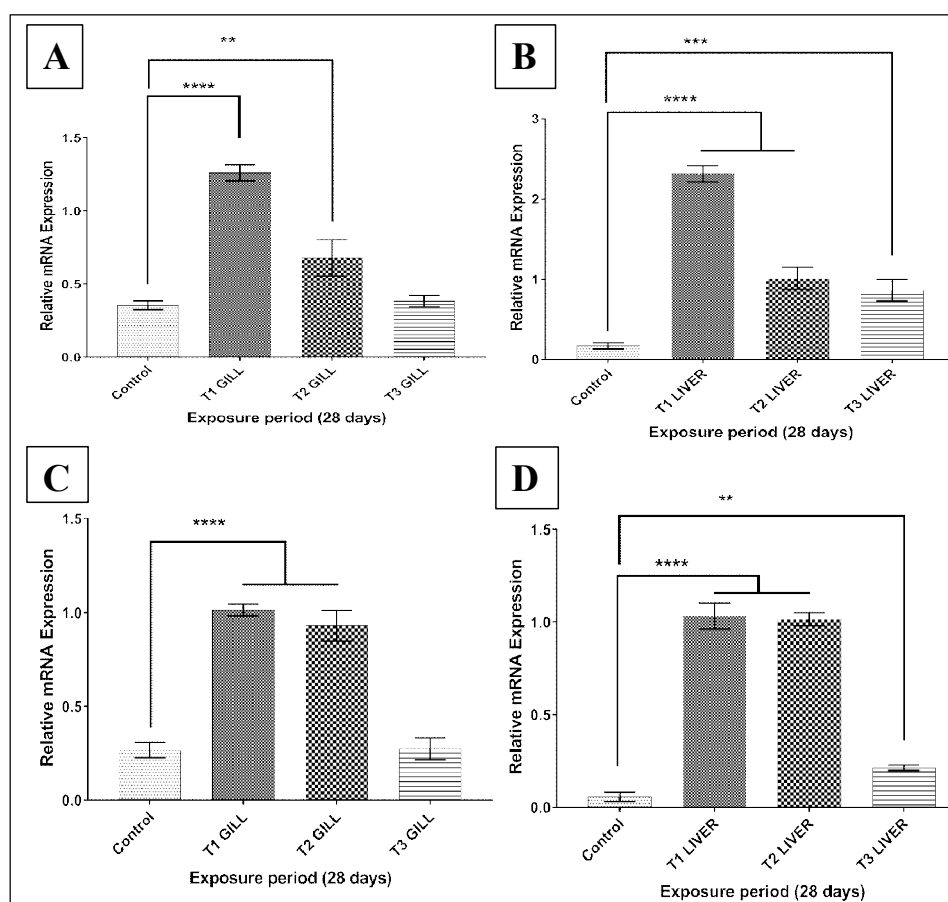 A
**
****
Relative mRNA Expression
1.5
1.0
0.5
0.0
Control
T1 GILL
T2 GILL
T3 GILL
Exposure period (28 days)
B
***
****
Relative mRNA Expression
3
2
1
0
Control
T1 LIVER
T2 LIVER
T3 LIVER
Exposure period (28 days)
C
****
Relative mRNA Expression
1.5
1.0
0.5
0.0
Control
T1 GILL
T2 GILL
T3 GILL
Exposure period (28 days)
D
**
****
Relative mRNA Expression
1.5
1.0
0.5
0.0
Control
T1 LIVER
T2 LIVER
T3 LIVER
Exposure period (28 days)